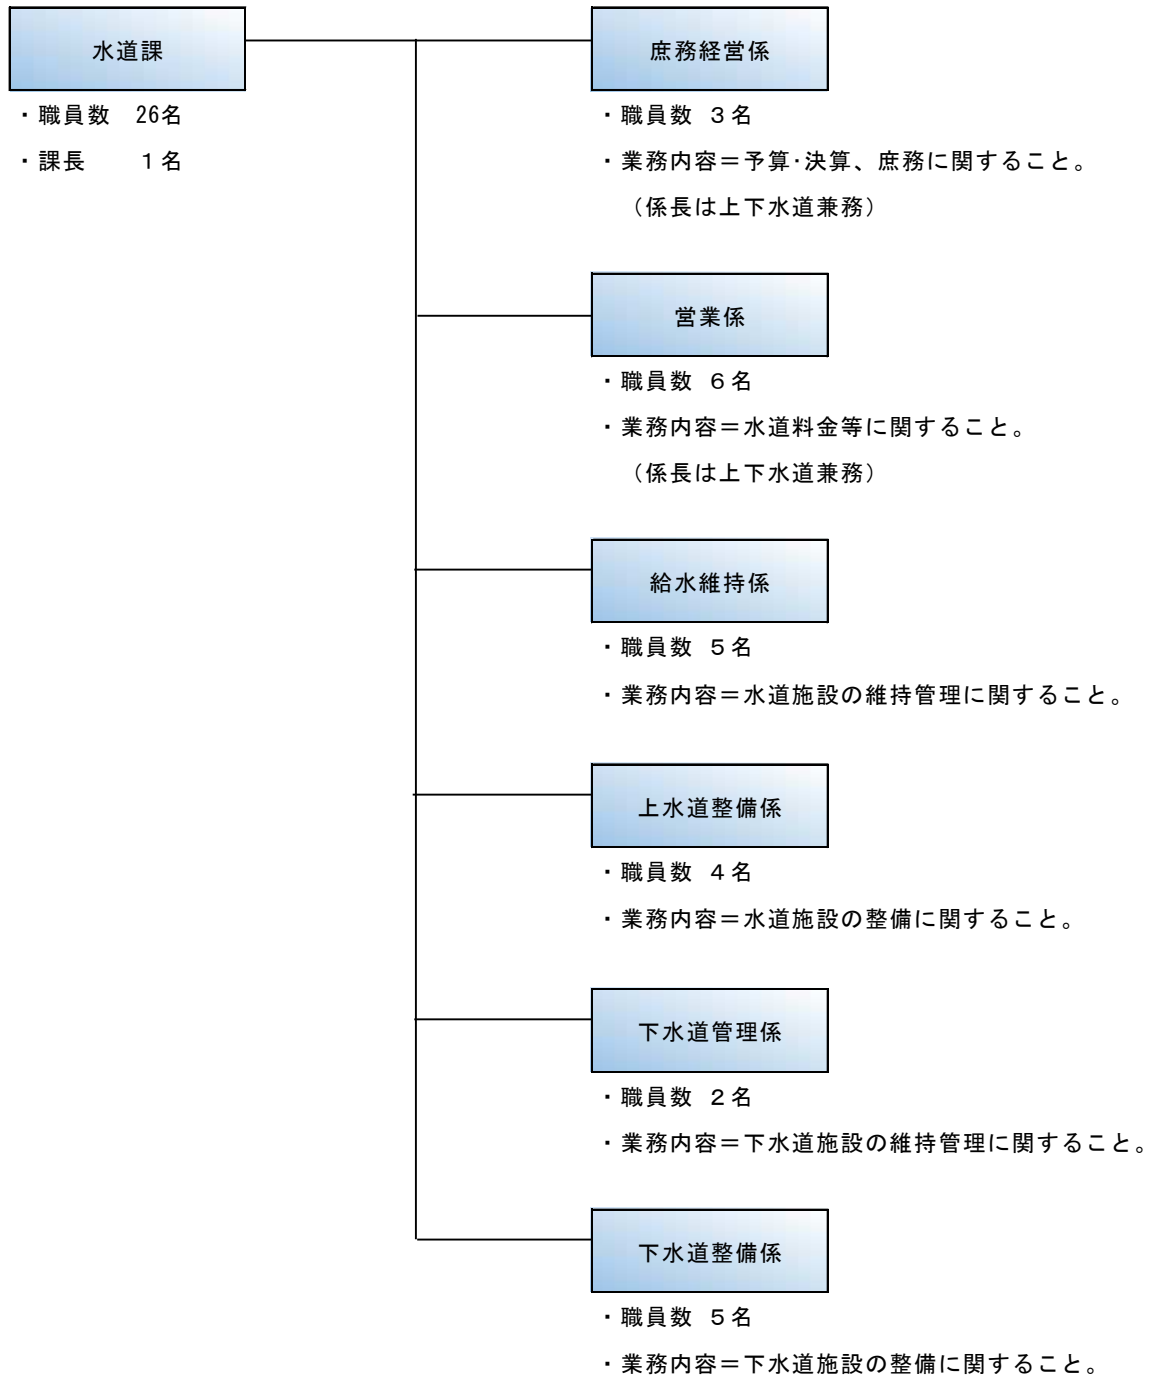 水道課
・職員数　26名
・課長　　１名
庶務経営係
・職員数 ３名
・業務内容＝予算･決算、庶務に関すること。
（係長は上下水道兼務）
営業係
・職員数 ６名
・業務内容＝水道料金等に関すること。
（係長は上下水道兼務）
給水維持係
・職員数 ５名
・業務内容＝水道施設の維持管理に関すること。
上水道整備係
・職員数 ４名
・業務内容＝水道施設の整備に関すること。
下水道管理係
・職員数 ２名
・業務内容＝下水道施設の維持管理に関すること。
下水道整備係
・職員数 ５名
・業務内容＝下水道施設の整備に関すること。